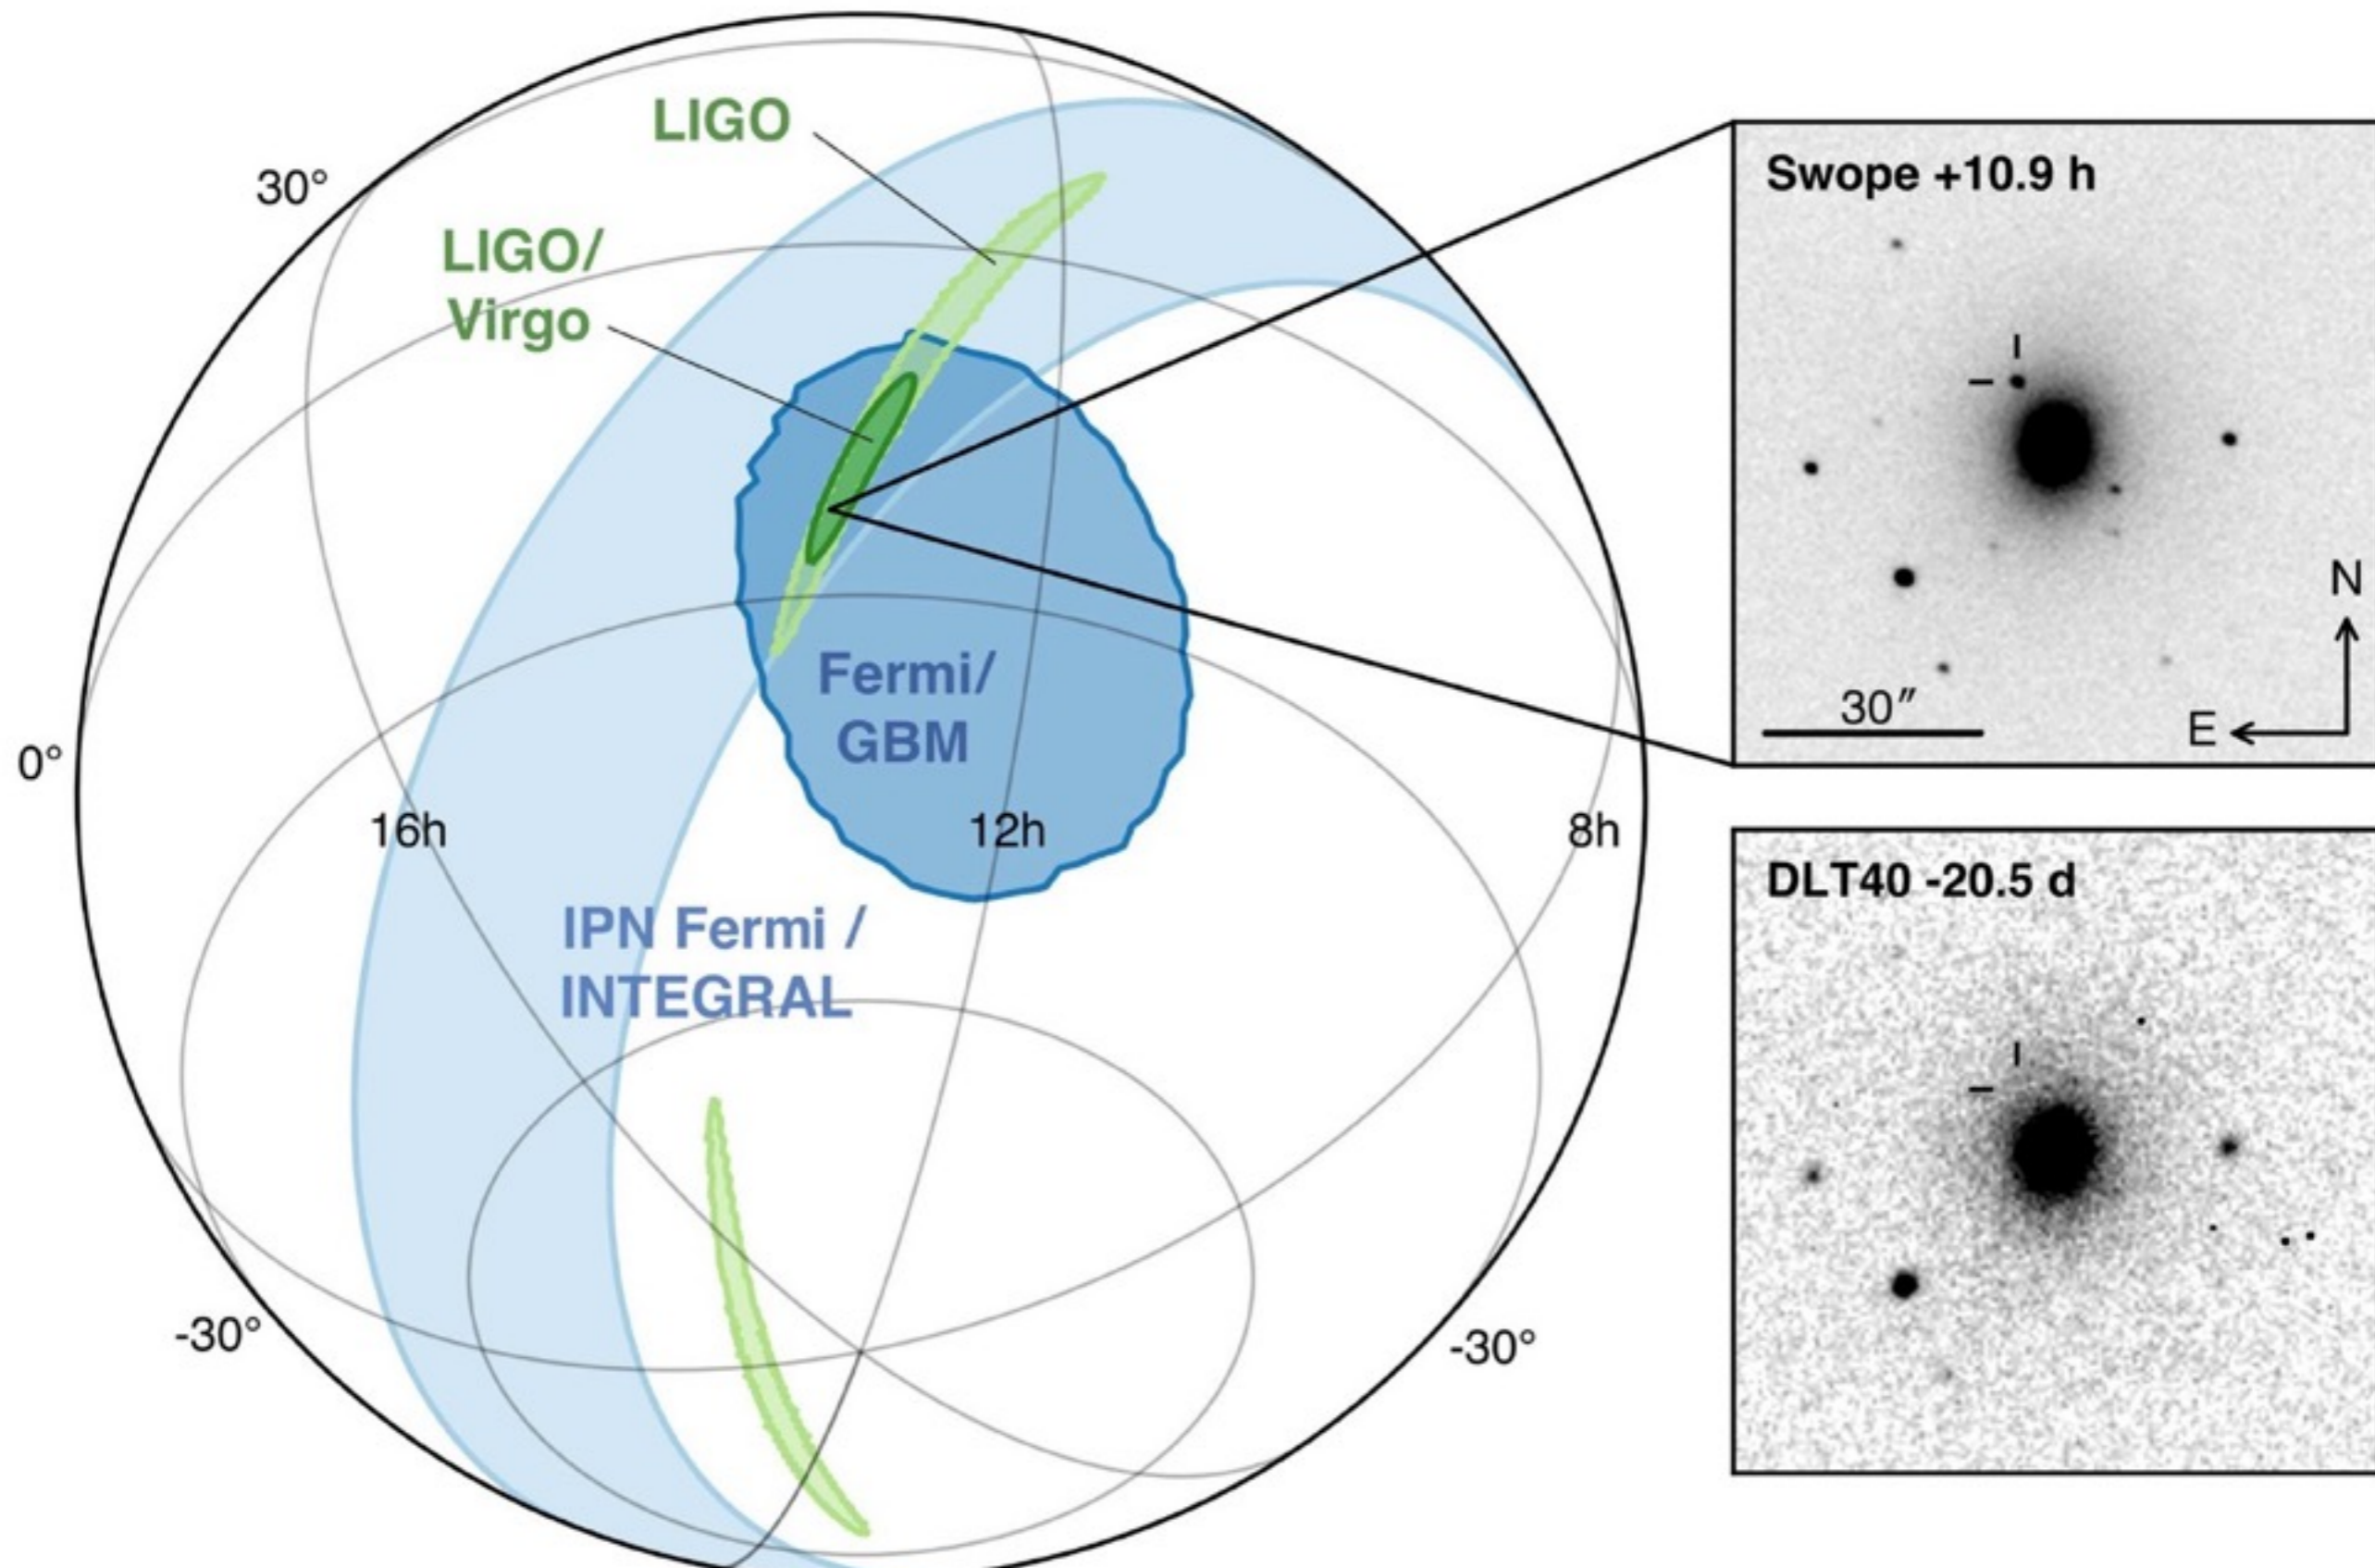 LIGO
LIGO/
Virgo
30°
0°
16h
12h
8h
Fermi/
GBM
IPN Fermi /
INTEGRAL
-30°
-30°
Swope +10.9 h
30″
N
E
DLT40 -20.5 d